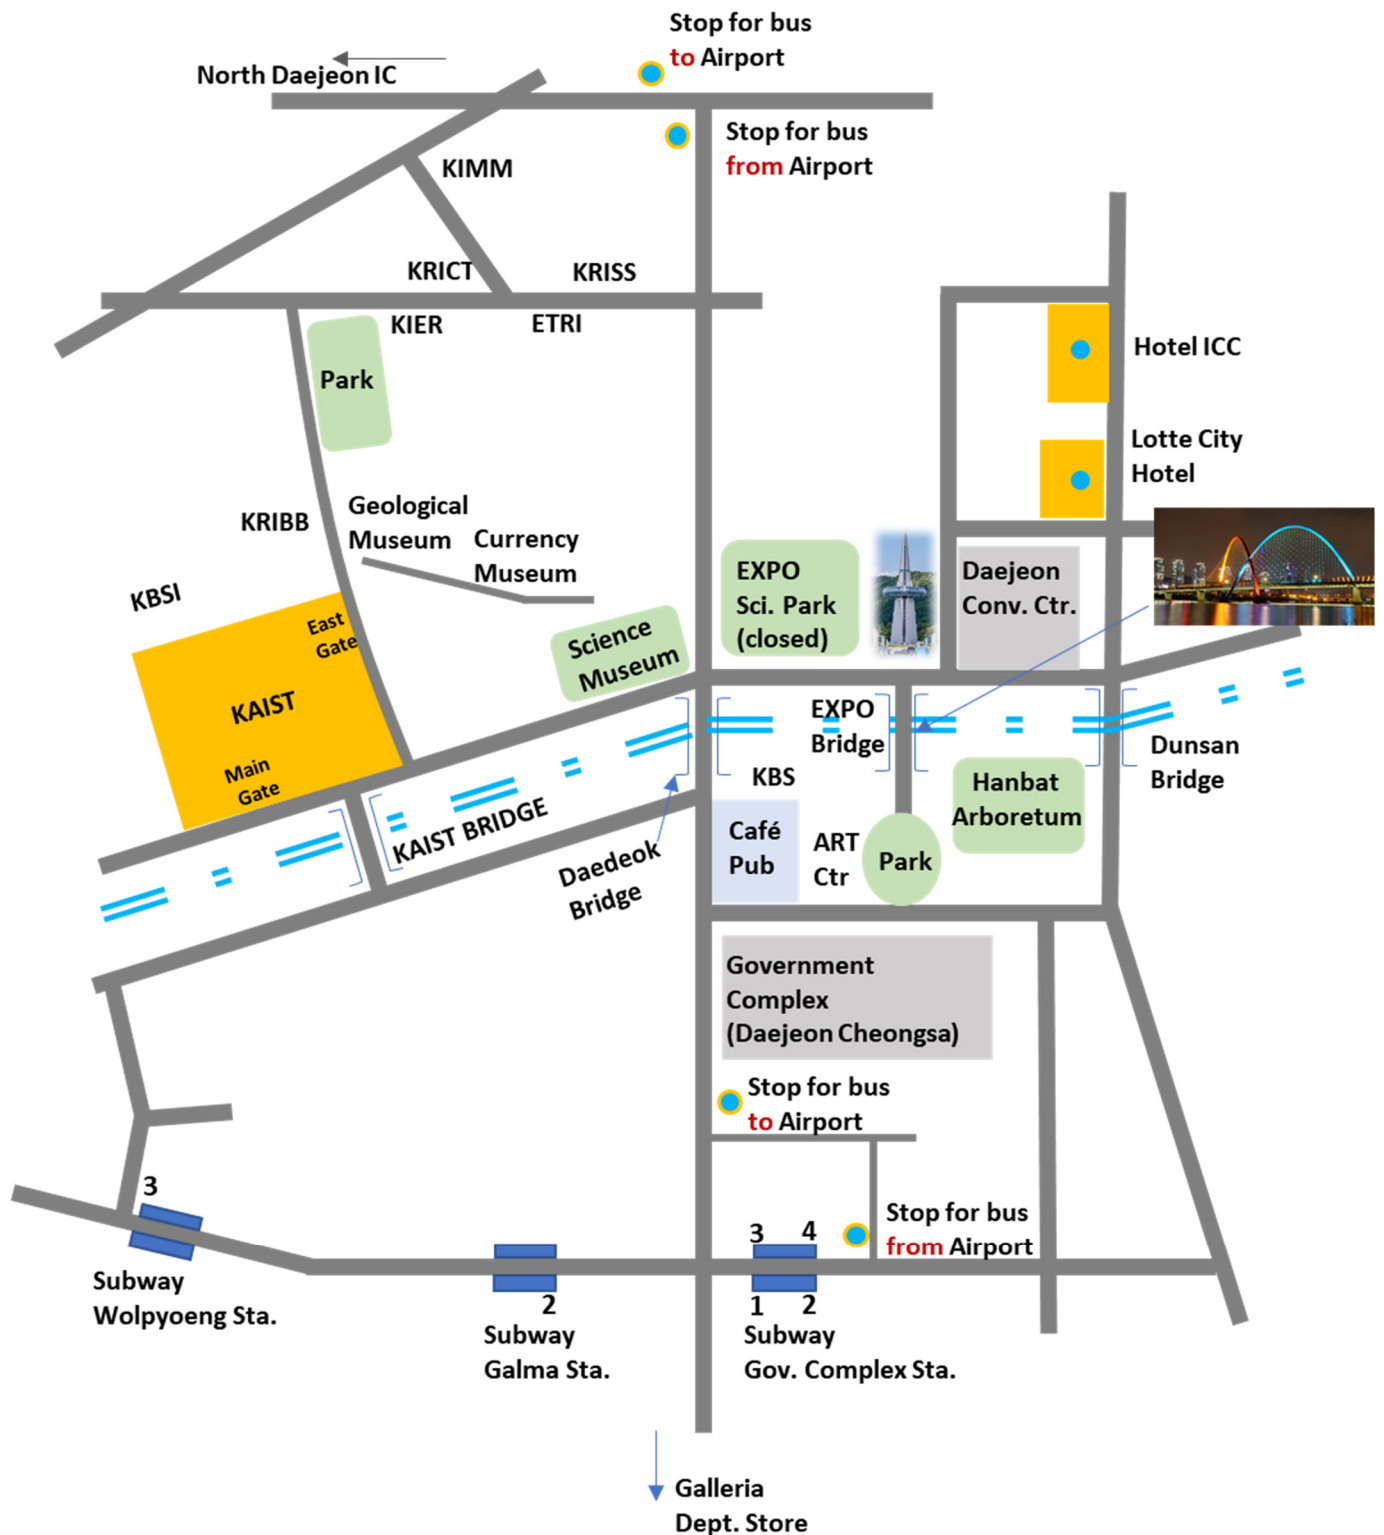 Stop for bus
to Airport
North Daejeon IC
Stop for bus
from Airport
KIMM
KRICT
KRISS
KIER
ETRI
Park
Hotel ICC
Lotte City
Hotel
Geological
Museum
Currency
Museum
KRIBB
KBSI
EXPO
Sci. Park
(closed)
Daejeon
Conv. Ctr.
East
Gate
Science
Museum
KAIST
Main
Gate
EXPO
Bridge
Dunsan
Bridge
KBS
Hanbat
Arboretum
KAIST BRIDGE
Café
Pub
ART
Ctr
Park
Daedeok
Bridge
Government
Complex
(Daejeon Cheongsa)
Stop for bus
to Airport
3
Stop for bus
from Airport
3 4
Subway
Wolpyoeng Sta.
2
1 2
Subway
Galma Sta.
Subway
Gov. Complex Sta.
Galleria
Dept. Store